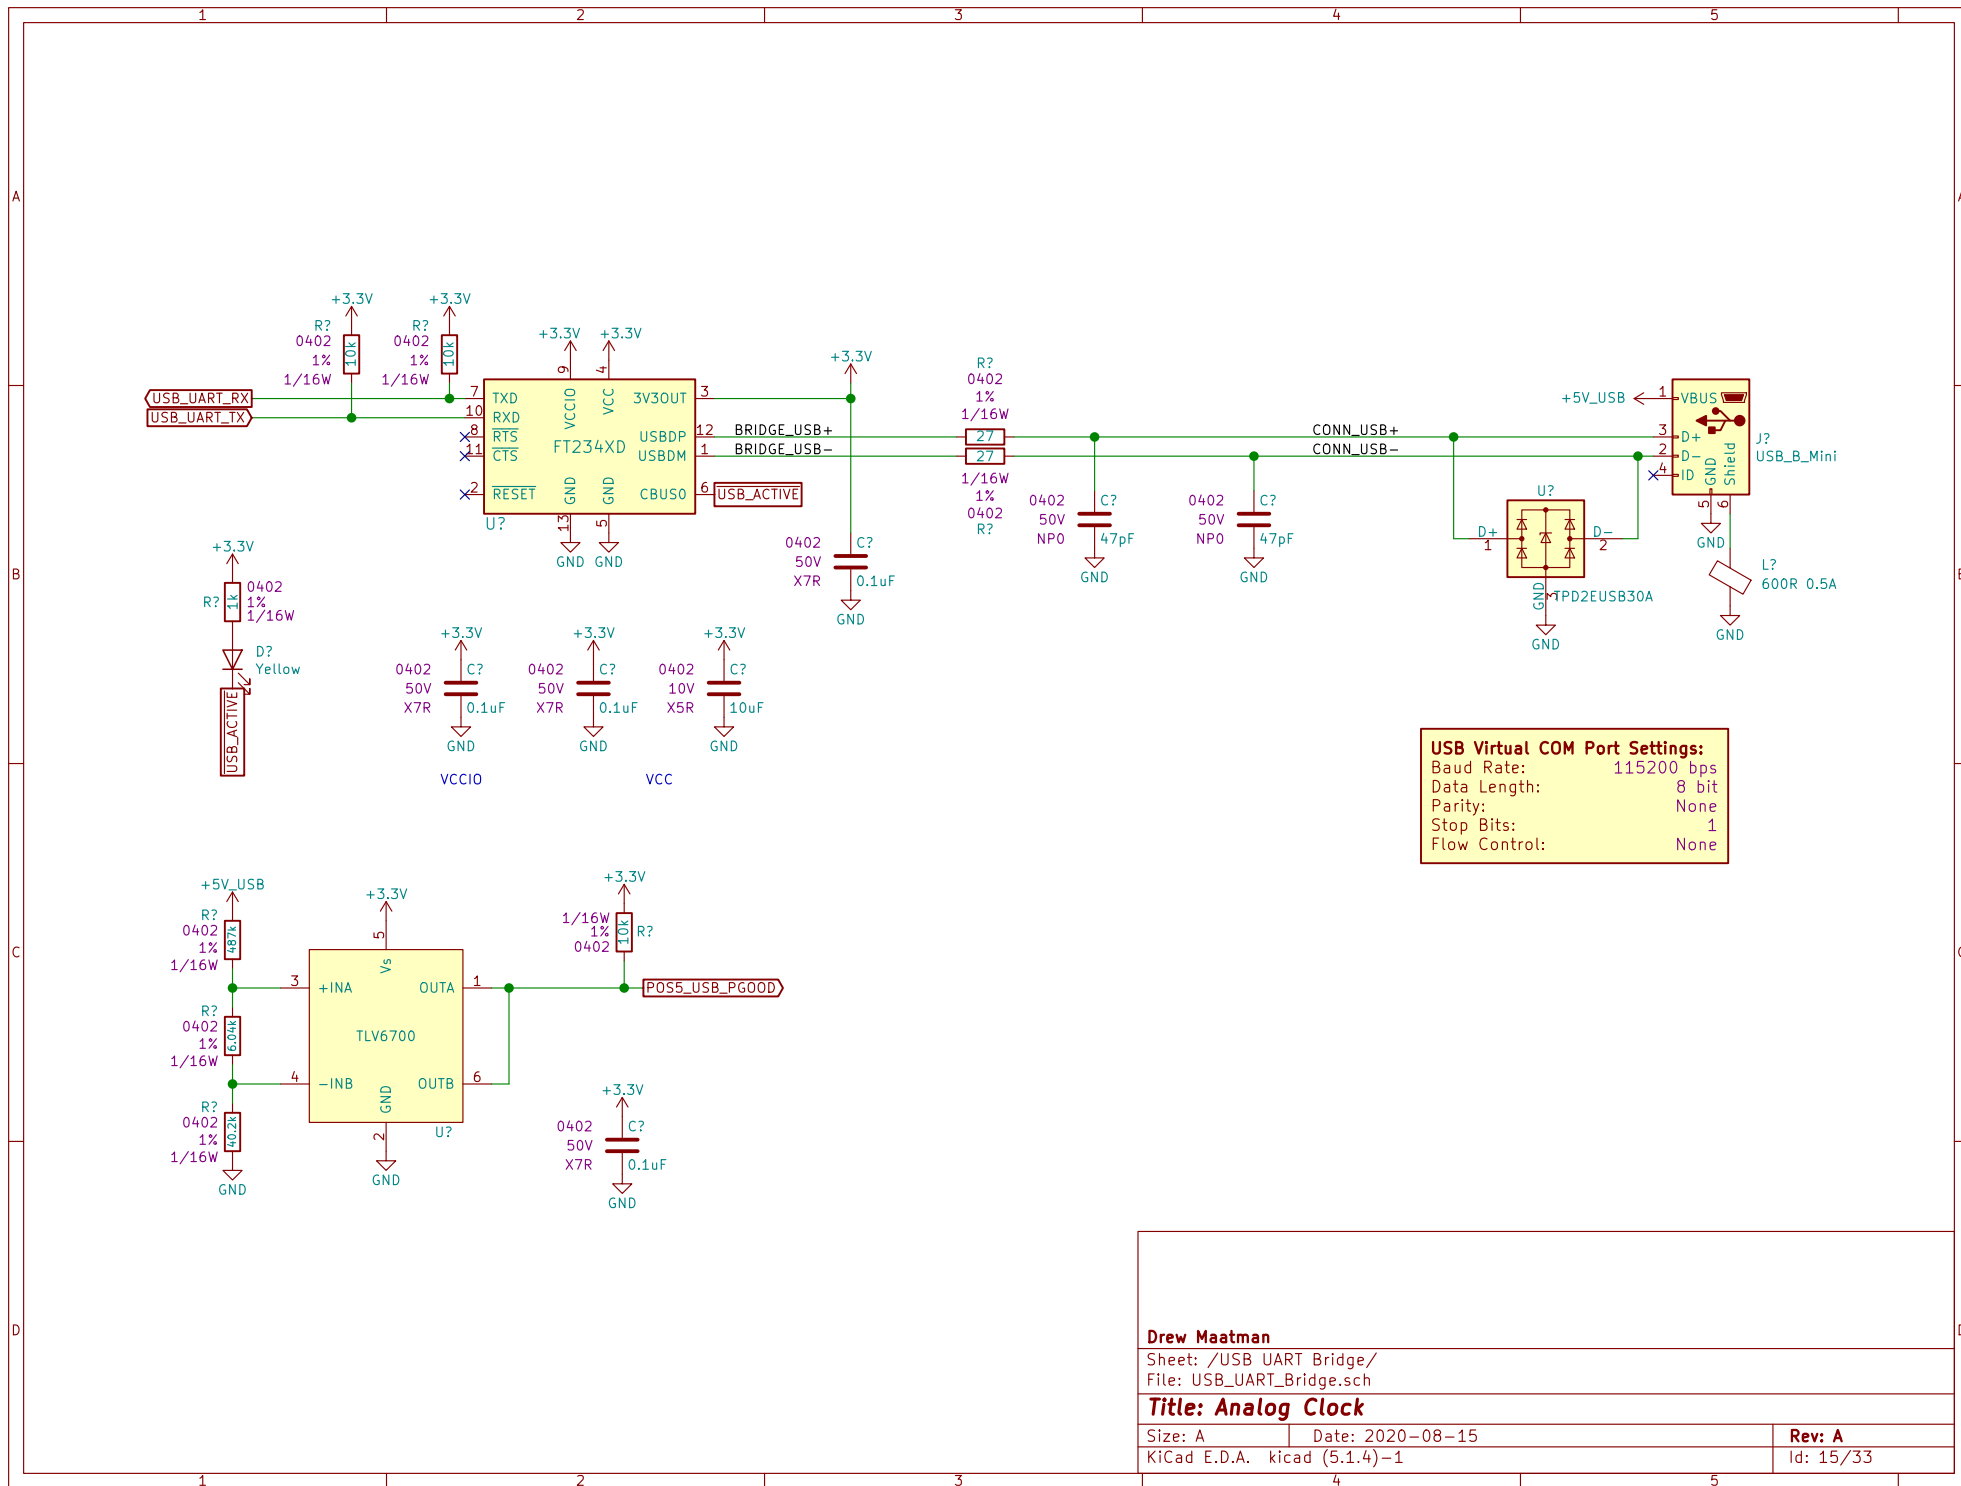 1 2 3 4 5
A
A
+3.3V
R?
0402
1%
1/16W
10k
+3.3V
R?
0402
1%
1/16W
10k
USB_UART_RX
USB_UART_TX
+3.3V +3.3V
9 4
VCCIO VCC
7 TXD
10 RXD
8 RTS
11 CTS
2 RESET
FT234XD
3V3OUT 3
USBDP 12
USBDM 1
CBUS0 6
GND GND
13 5
U?
GND GND
USB_ACTIVE
BRIDGE_USB+
BRIDGE_USB-
+3.3V
0402 C?
50V
X7R 0.1uF
GND
R?
0402
1%
1/16W
27
27
1/16W
1%
0402
R?
0402 C?
50V
NP0 47pF
GND
0402 C?
50V
NP0 47pF
GND
CONN_USB+
CONN_USB-
U?
D+ D-
1 2
GND
3
TPD2EUSB30A
GND
+5V_USB 1 VBUS
3 D+
2 D-
4 ID
GND Shield
5 6
J?
USB_B_Mini
GND
L?
600R 0.5A
GND
B
+3.3V
0402
R? 1k 1%
1/16W
D?
Yellow
USB_ACTIVE
+3.3V
0402 C?
50V
X7R 0.1uF
GND
VCCIO
+3.3V
0402 C?
50V
X7R 0.1uF
GND
+3.3V
0402 C?
10V
X5R 10uF
GND
VCC
USB Virtual COM Port Settings:
Baud Rate: 115200 bps
Data Length: 8 bit
Parity: None
Stop Bits: 1
Flow Control: None
C
+5V_USB
R?
0402
1%
1/16W
487k
R?
0402
1%
1/16W
6.04k
R?
0402
1%
1/16W
40.2k
GND
+3.3V
5
Vs
3 +INA OUTA 1
TLV6700
4 -INB OUTB 6
GND
2
U?
GND
+3.3V
1/16W
1%
0402
10k
R?
POS5_USB_PGOOD
+3.3V
0402 C?
50V
X7R 0.1uF
GND
D
Drew Maatman
Sheet: /USB UART Bridge/
File: USB_UART_Bridge.sch
Title: Analog Clock
Size: A Date: 2020-08-15 Rev: A
KiCad E.D.A. kicad (5.1.4)-1 Id: 15/33
1 2 3 4 5